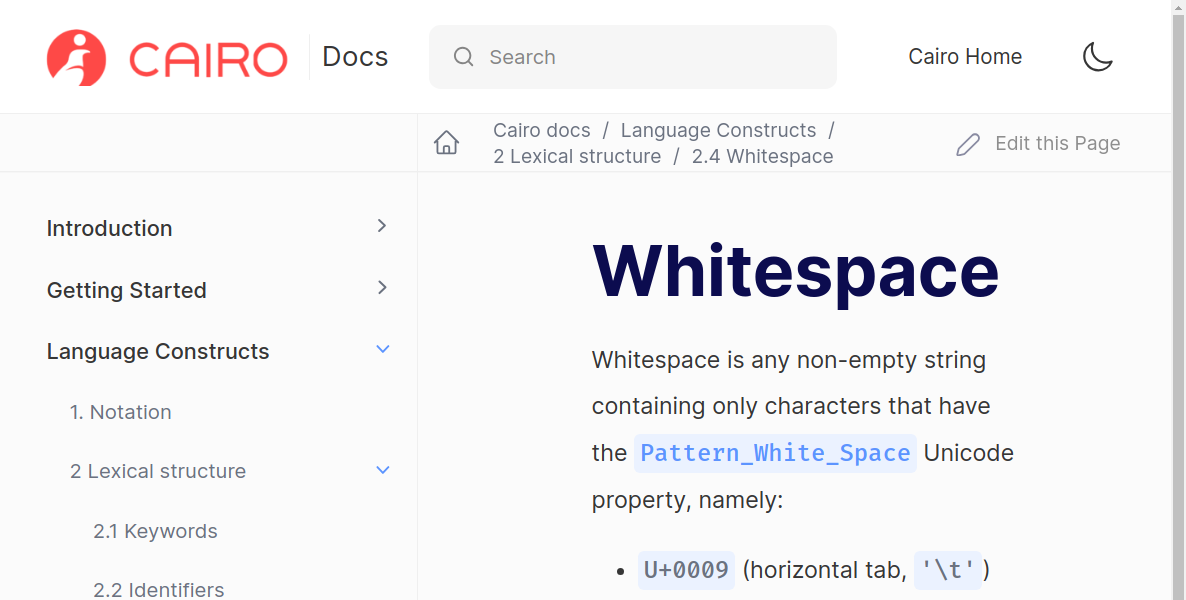 CAIRO Docs Search Cairo Home
Cairo docs / Language Constructs /
2 Lexical structure / 2.4 Whitespace
Edit this Page
Introduction
Getting Started
Language Constructs
1. Notation
2 Lexical structure
2.1 Keywords
2.2 Identifiers
Whitespace
Whitespace is any non-empty string
containing only characters that have
the Pattern_White_Space Unicode
property, namely:
• U+0009 (horizontal tab, '\t')